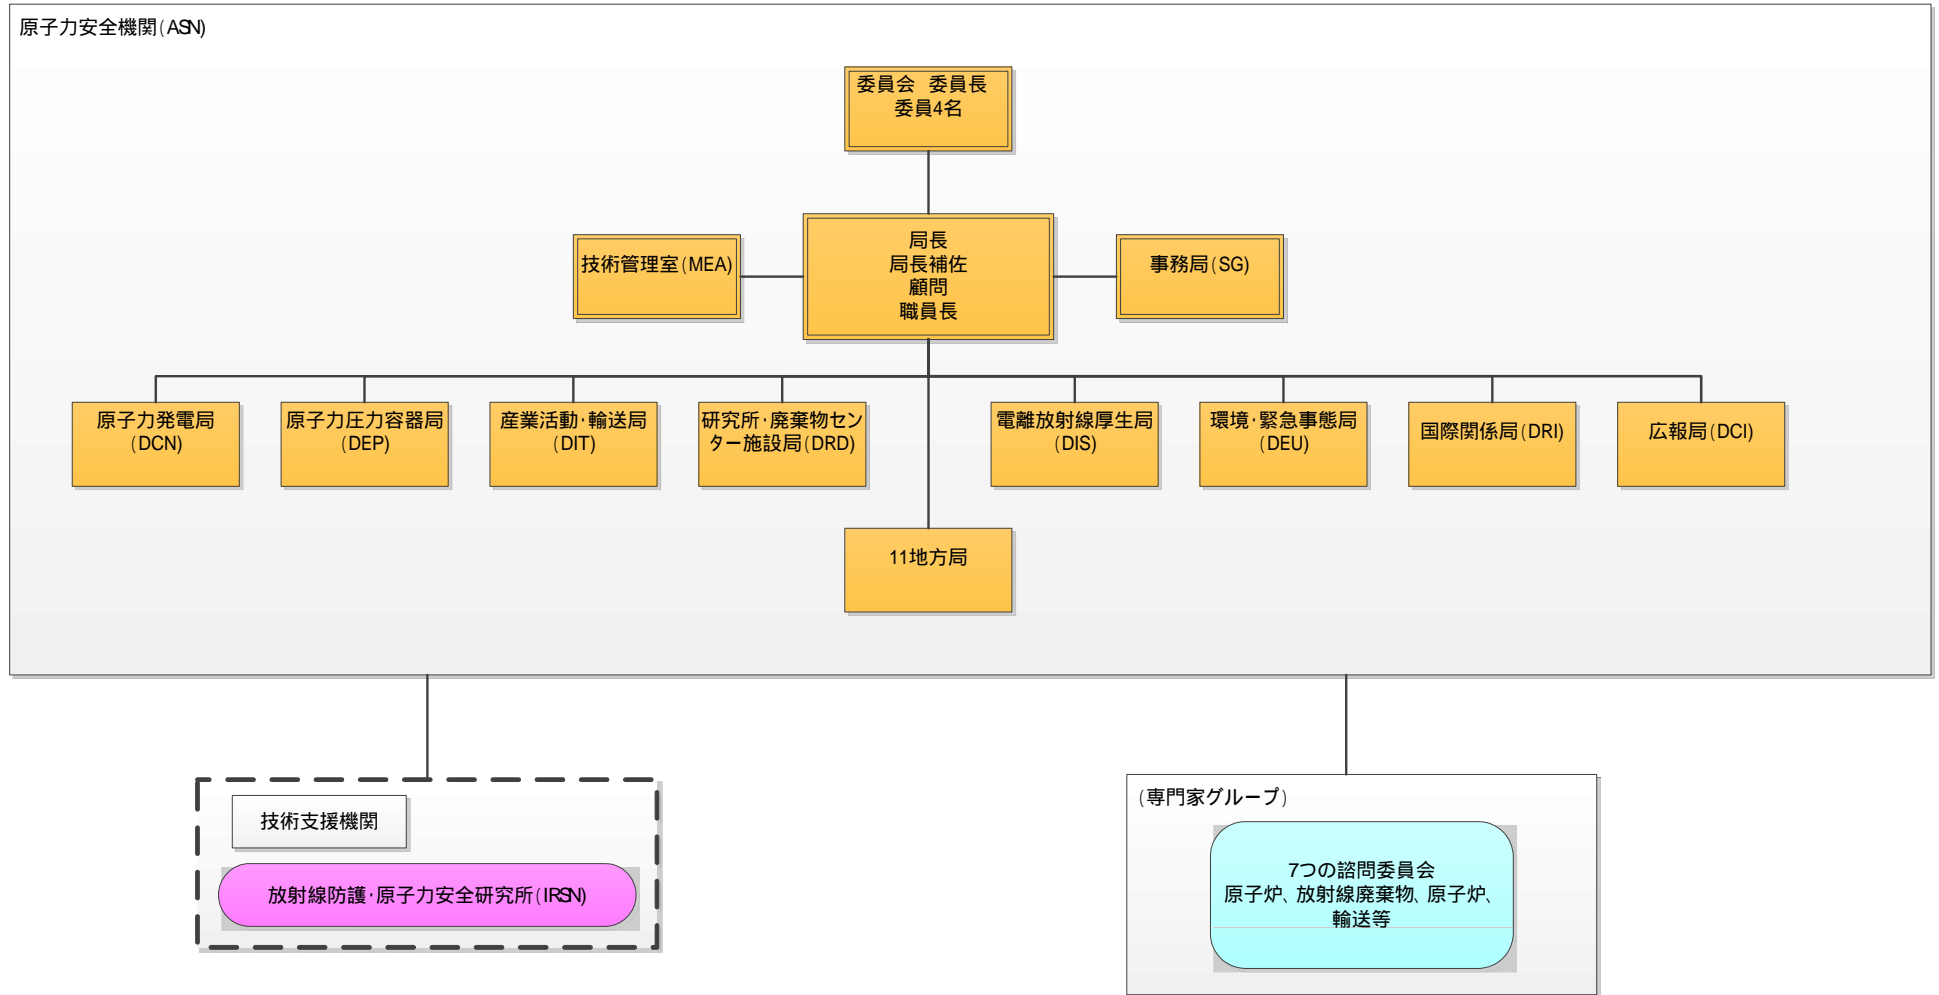 原子力安全機関(ASN)
委員会　委員長
委員4名
局長
局長補佐
顧問
職員長
技術管理室(MEA)
事務局(SG)
原子力発電局
(DCN)
原子力圧力容器局
(DEP)
産業活動･輸送局
(DIT)
研究所･廃棄物セン
ター施設局(DRD)
電離放射線厚生局
(DIS)
環境･緊急事態局
(DEU)
国際関係局(DRI)
広報局(DCI)
11地方局
技術支援機関
放射線防護･原子力安全研究所(IRSN)
(専門家グループ)
7つの諮問委員会
原子炉、放射線廃棄物、原子炉、
輸送等